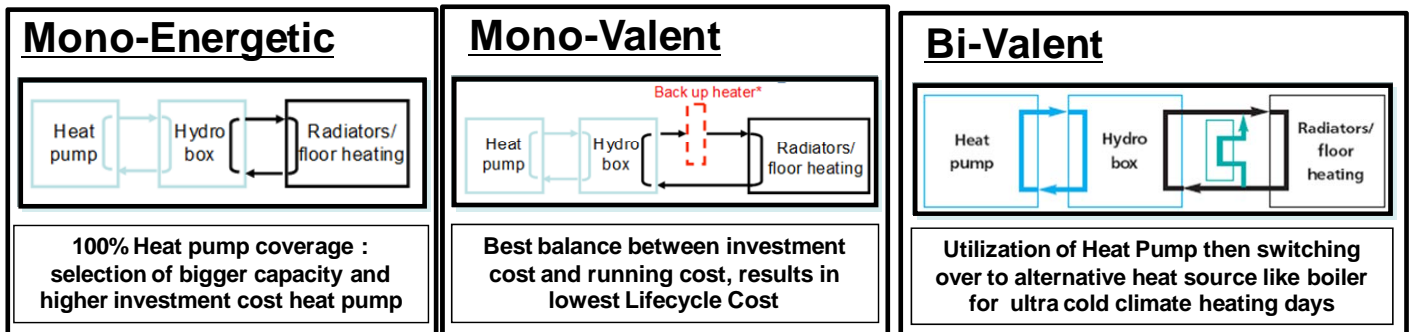 Mono-Energetic
Heat
pump
Hydro
box
Radiators/
floor heating
100% Heat pump coverage :
selection of bigger capacity and
higher investment cost heat pump
Mono-Valent
Back up heater*
Heat
pump
Hydro
box
Radiators/
floor heating
Best balance between investment
cost and running cost, results in
lowest Lifecycle Cost
Bi-Valent
Heat
pump
Hydro
box
Radiators/
floor
heating
Utilization of Heat Pump then switching
over to alternative heat source like boiler
for ultra cold climate heating days